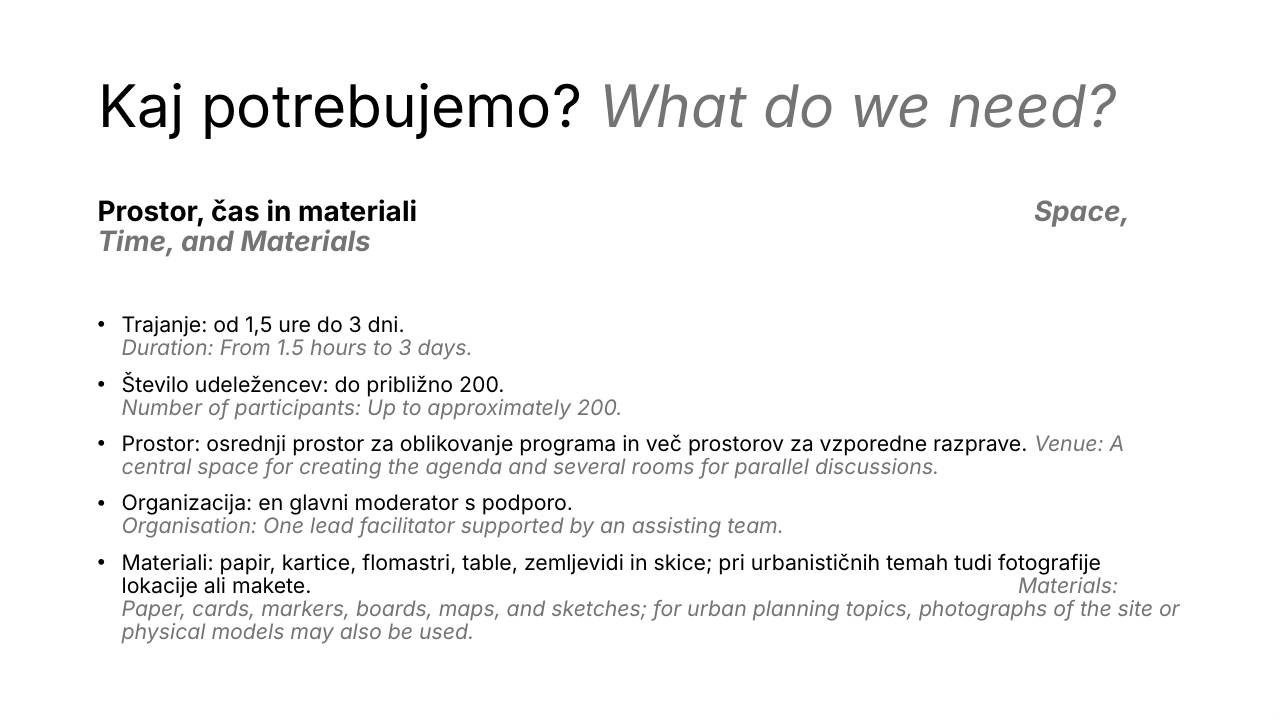 Kaj potrebujemo? What do we need?
Prostor, čas in materiali Space,
Time, and Materials
• Trajanje: od 1,5 ure do 3 dni.
Duration: From 1.5 hours to 3 days.
• Število udeležencev: do približno 200.
Number of participants: Up to approximately 200.
• Prostor: osrednji prostor za oblikovanje programa in več prostorov za vzporedne razprave. Venue: A
central space for creating the agenda and several rooms for parallel discussions.
• Organizacija: en glavni moderator s podporo.
Organisation: One lead facilitator supported by an assisting team.
• Materiali: papir, kartice, flomastri, table, zemljevidi in skice; pri urbanističnih temah tudi fotografije
lokacije ali makete. Materials:
Paper, cards, markers, boards, maps, and sketches; for urban planning topics, photographs of the site or
physical models may also be used.